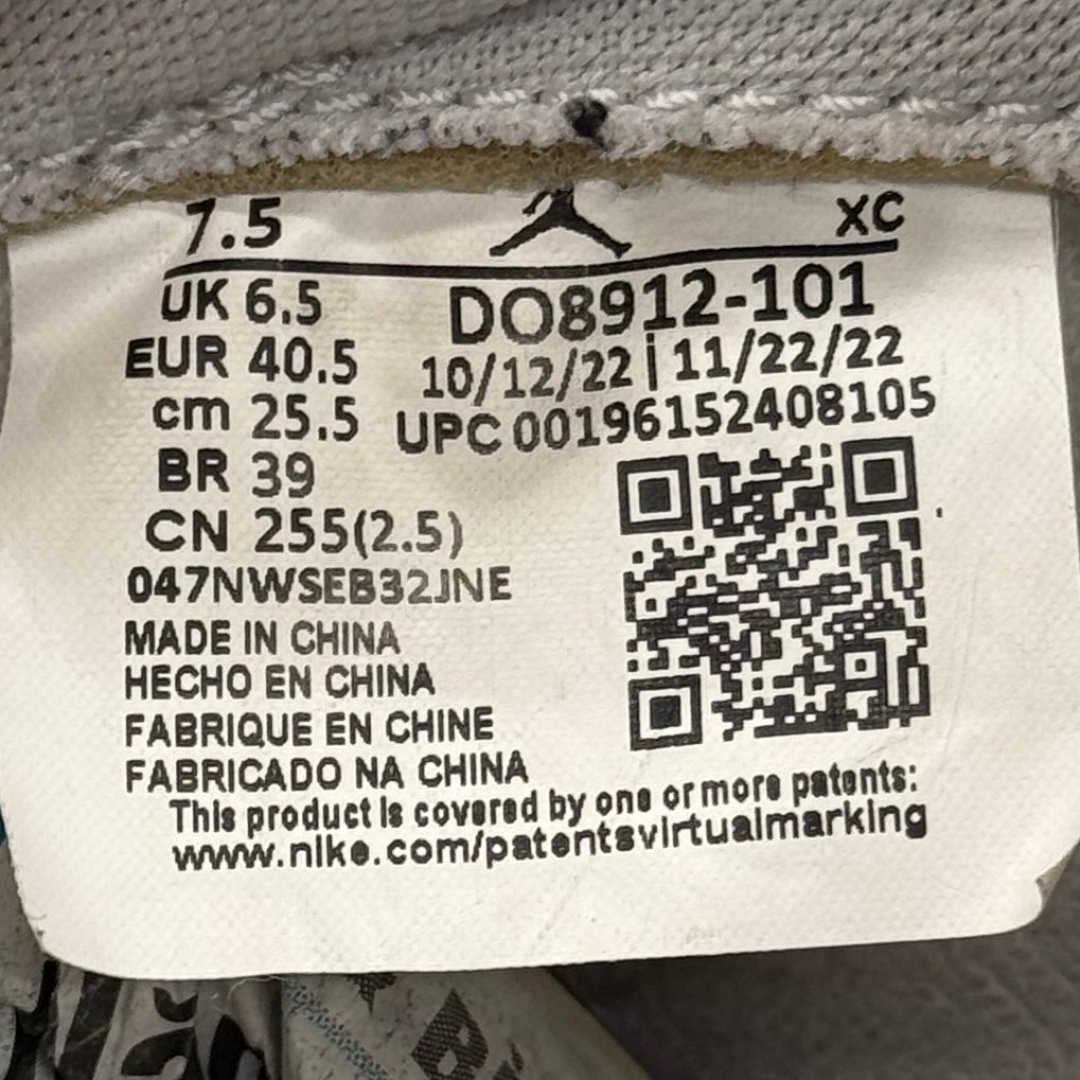 7.5 XC
UK 6.5 DO8912-101
EUR 40.5 10/12/22 | 11/22/22
cm 25.5 UPC 00196152408105
BR 39
CN 255(2.5)
047NWSEB32JNE
MADE IN CHINA
HECHO EN CHINA
FABRIQUE EN CHINE
FABRICADO NA CHINA
This product is covered by one or more patents:
www.nike.com/patentsvirtualmarking